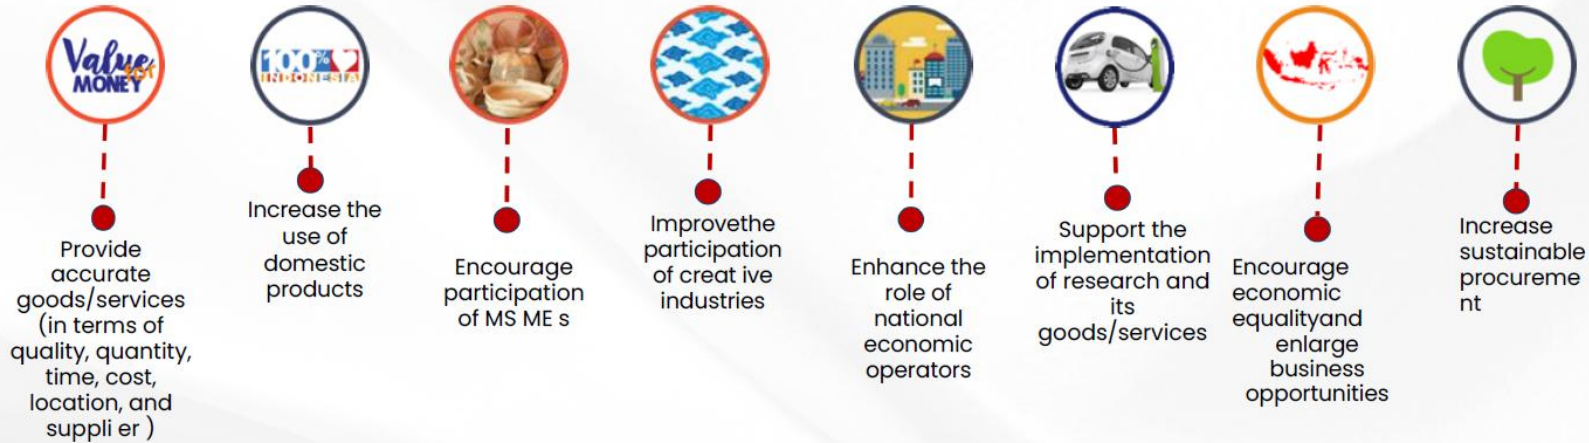 Value for
MONEY
100%
INDONESIA
Provide
accurate
goods/services
(in terms of
quality, quantity,
time, cost,
location, and
suppli er )
Increase the
use of
domestic
products
Encourage
participation
of MS ME s
Improvethe
participation
of creat ive
industries
Enhance the
role of
national
economic
operators
Support the
implementation
of research and
its
goods/services
Encourage
economic
equalityand
enlarge
business
opportunities
Increase
sustainable
procureme
nt